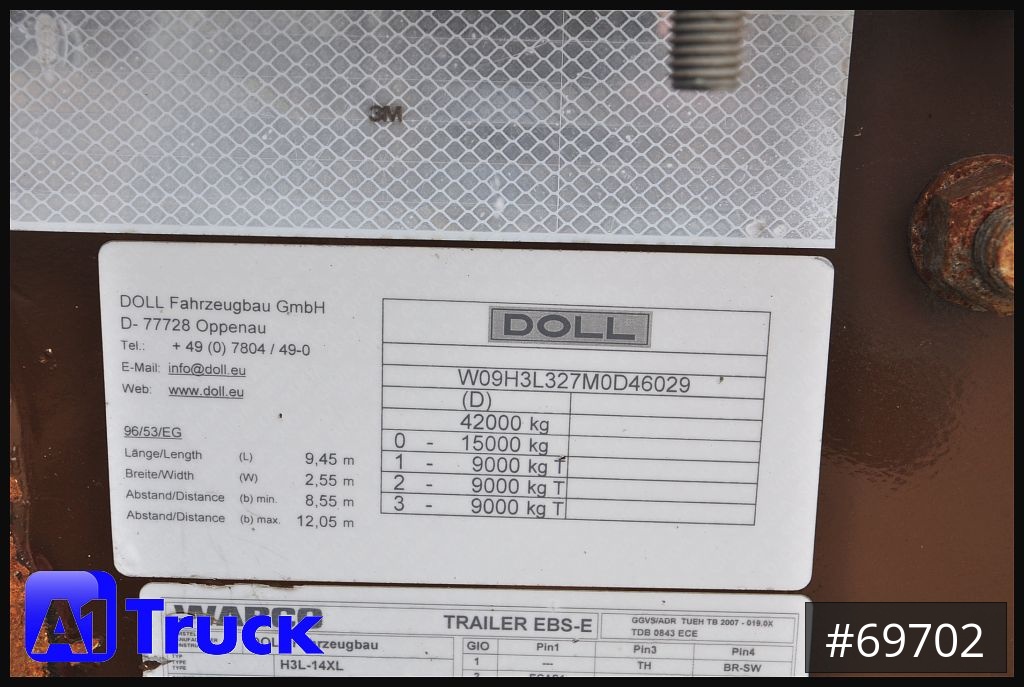 3M
DOLL Fahrzeugbau GmbH
D- 77728 Oppenau
Tel.: + 49 (0) 7804 / 49-0
E-Mail: info@doll.eu
Web: www.doll.eu
96/53/EG
Länge/Length (L) 9,45 m
Breite/Width (W) 2,55 m
Abstand/Distance (b) min. 8,55 m
Abstand/Distance (b) max. 12,05 m
DOLL
W09H3L327M0D46029
(D)
42000 kg
0 - 15000 kg
1 - 9000 kg T
2 - 9000 kg T
3 - 9000 kg T
WABCO
TRAILER EBS-E
GGVS/ADR TUEH TB 2007 - 019.0X
TDB 0843 ECE
GIO Pin1 Pin3 Pin4
TYPE H3L-14XL
1 --- TH BR-SW
A1 Truck
#69702